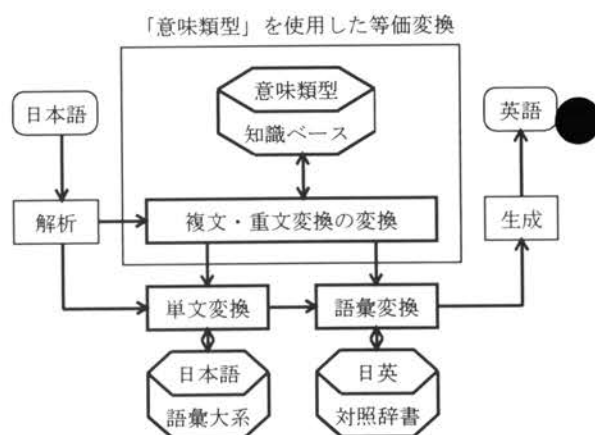 「意味類型」を使用した等価変換
意味類型
知識ベース
日本語
英語
解析
複文・重文変換の変換
生成
単文変換
語彙変換
日本語
語彙大系
日英
対照辞書